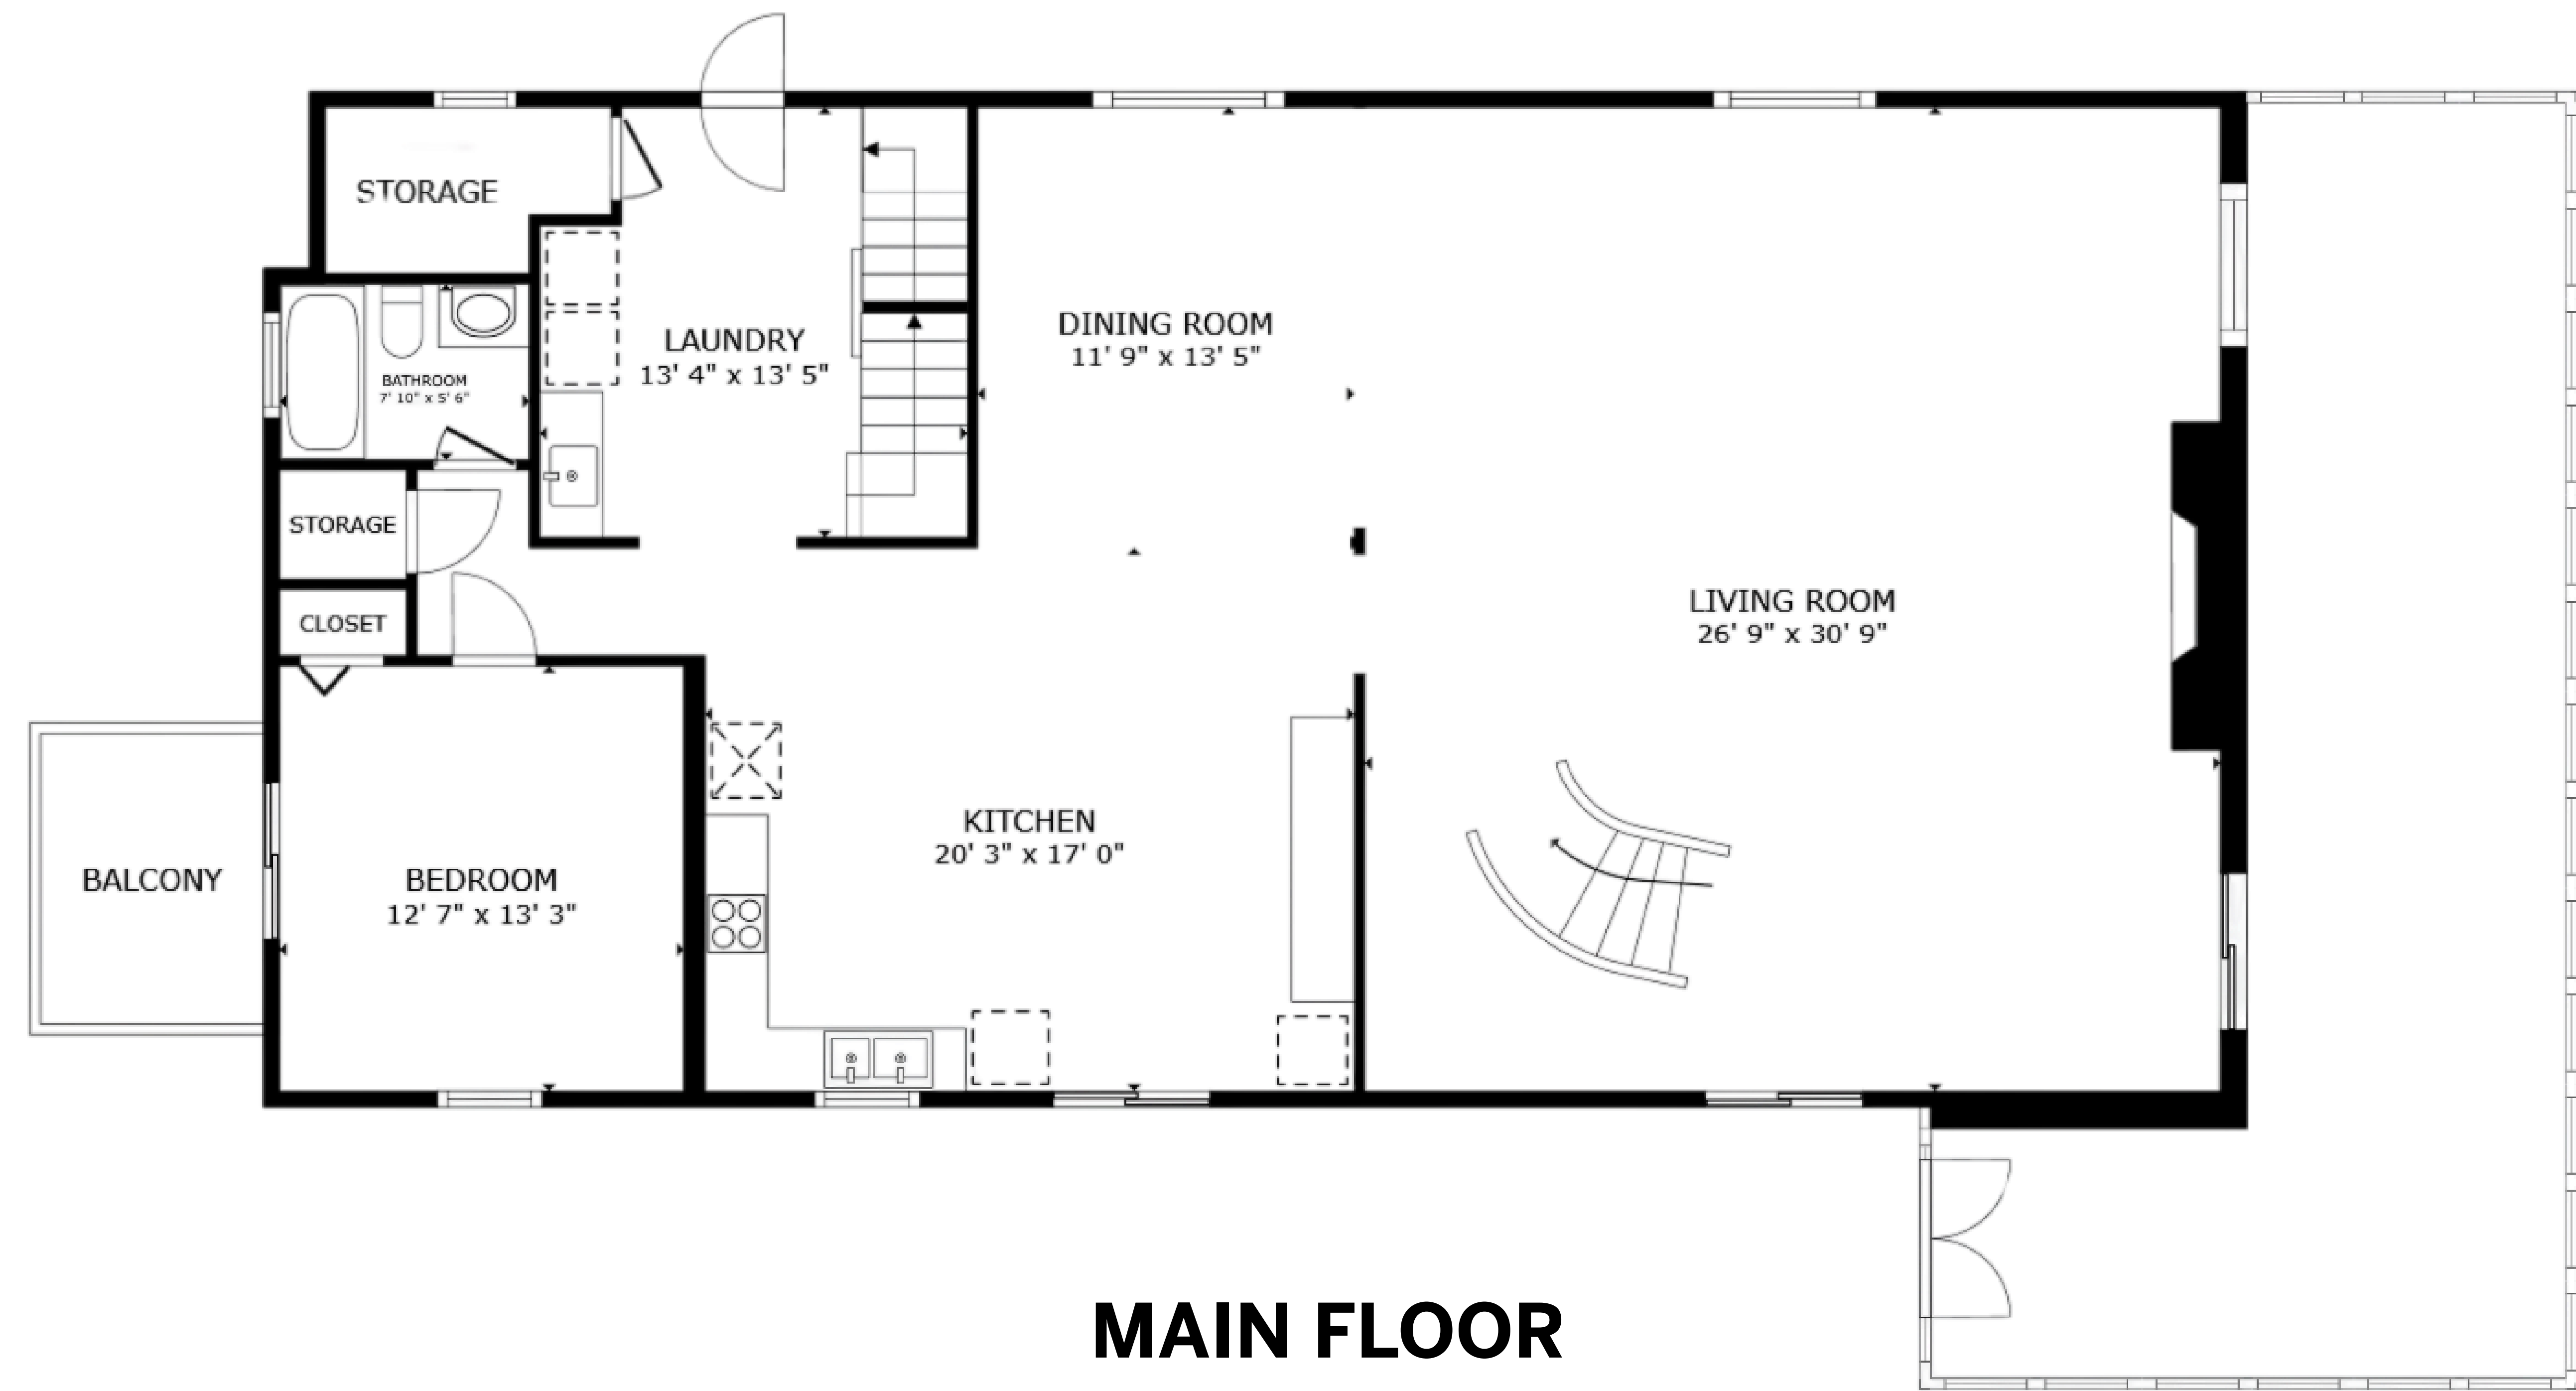 STORAGE
LAUNDRY
13' 4" x 13' 5"
DINING ROOM
11' 9" x 13' 5"
BATHROOM
7' 10" x 5' 6"
STORAGE
CLOSET
LIVING ROOM
26' 9" x 30' 9"
KITCHEN
20' 3" x 17' 0"
BALCONY
BEDROOM
12' 7" x 13' 3"
MAIN FLOOR